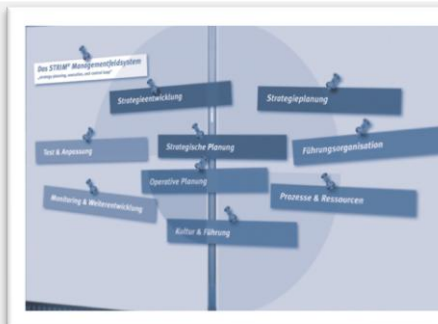 Das STRIM® Managementfeldsystem
Strategieentwicklung
Strategieplanung
Test & Anpassung
Strategische Planung
Führungsorganisation
Operative Planung
Monitoring & Weiterentwicklung
Prozesse & Ressourcen
Kultur & Führung